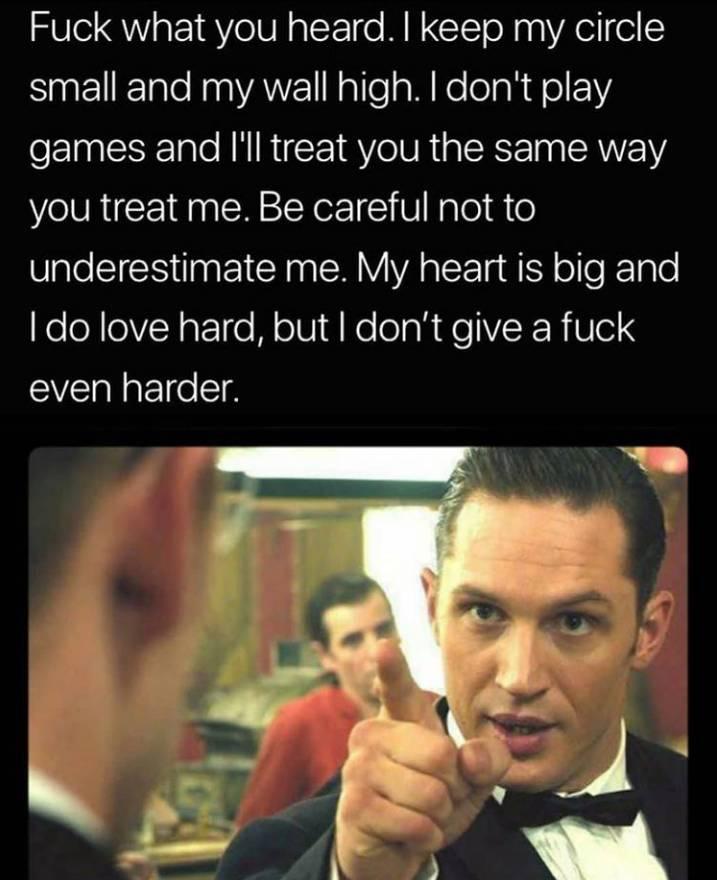 Fuck what you heard. I keep my circle
small and my wall high. I don't play
games and I'll treat you the same way
you treat me. Be careful not to
underestimate me. My heart is big and
I do love hard, but I don’t give a fuck
even harder.